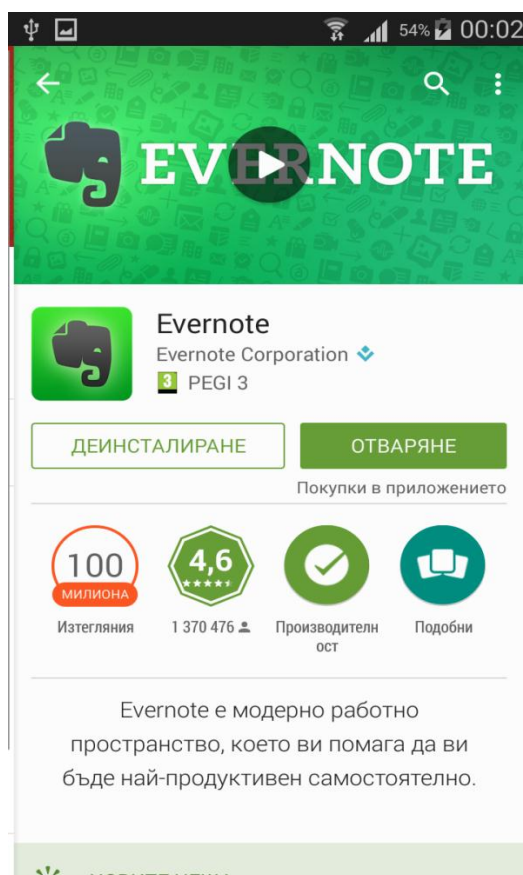 54% 00:02
EVERNOTE
Evernote
Evernote Corporation
3 PEGI 3
ДЕИНСТАЛИРАНЕ ОТВАРЯНЕ
Покупки в приложението
100 4,6
МИЛИОНА
Изтегляния 1 370 476 Производителн Подобни
ост
Evernote е модерно работно
пространство, което ви помага да ви
бъде най-продуктивен самостоятелно.